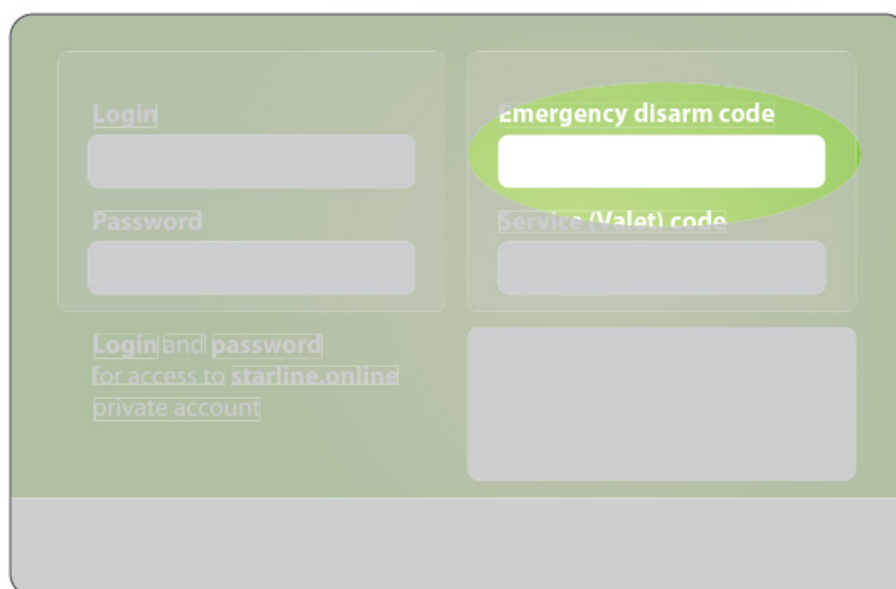 Login
Password
Emergency disarm code
Service (Valet) code
Login and password
for access to starline.online
private account